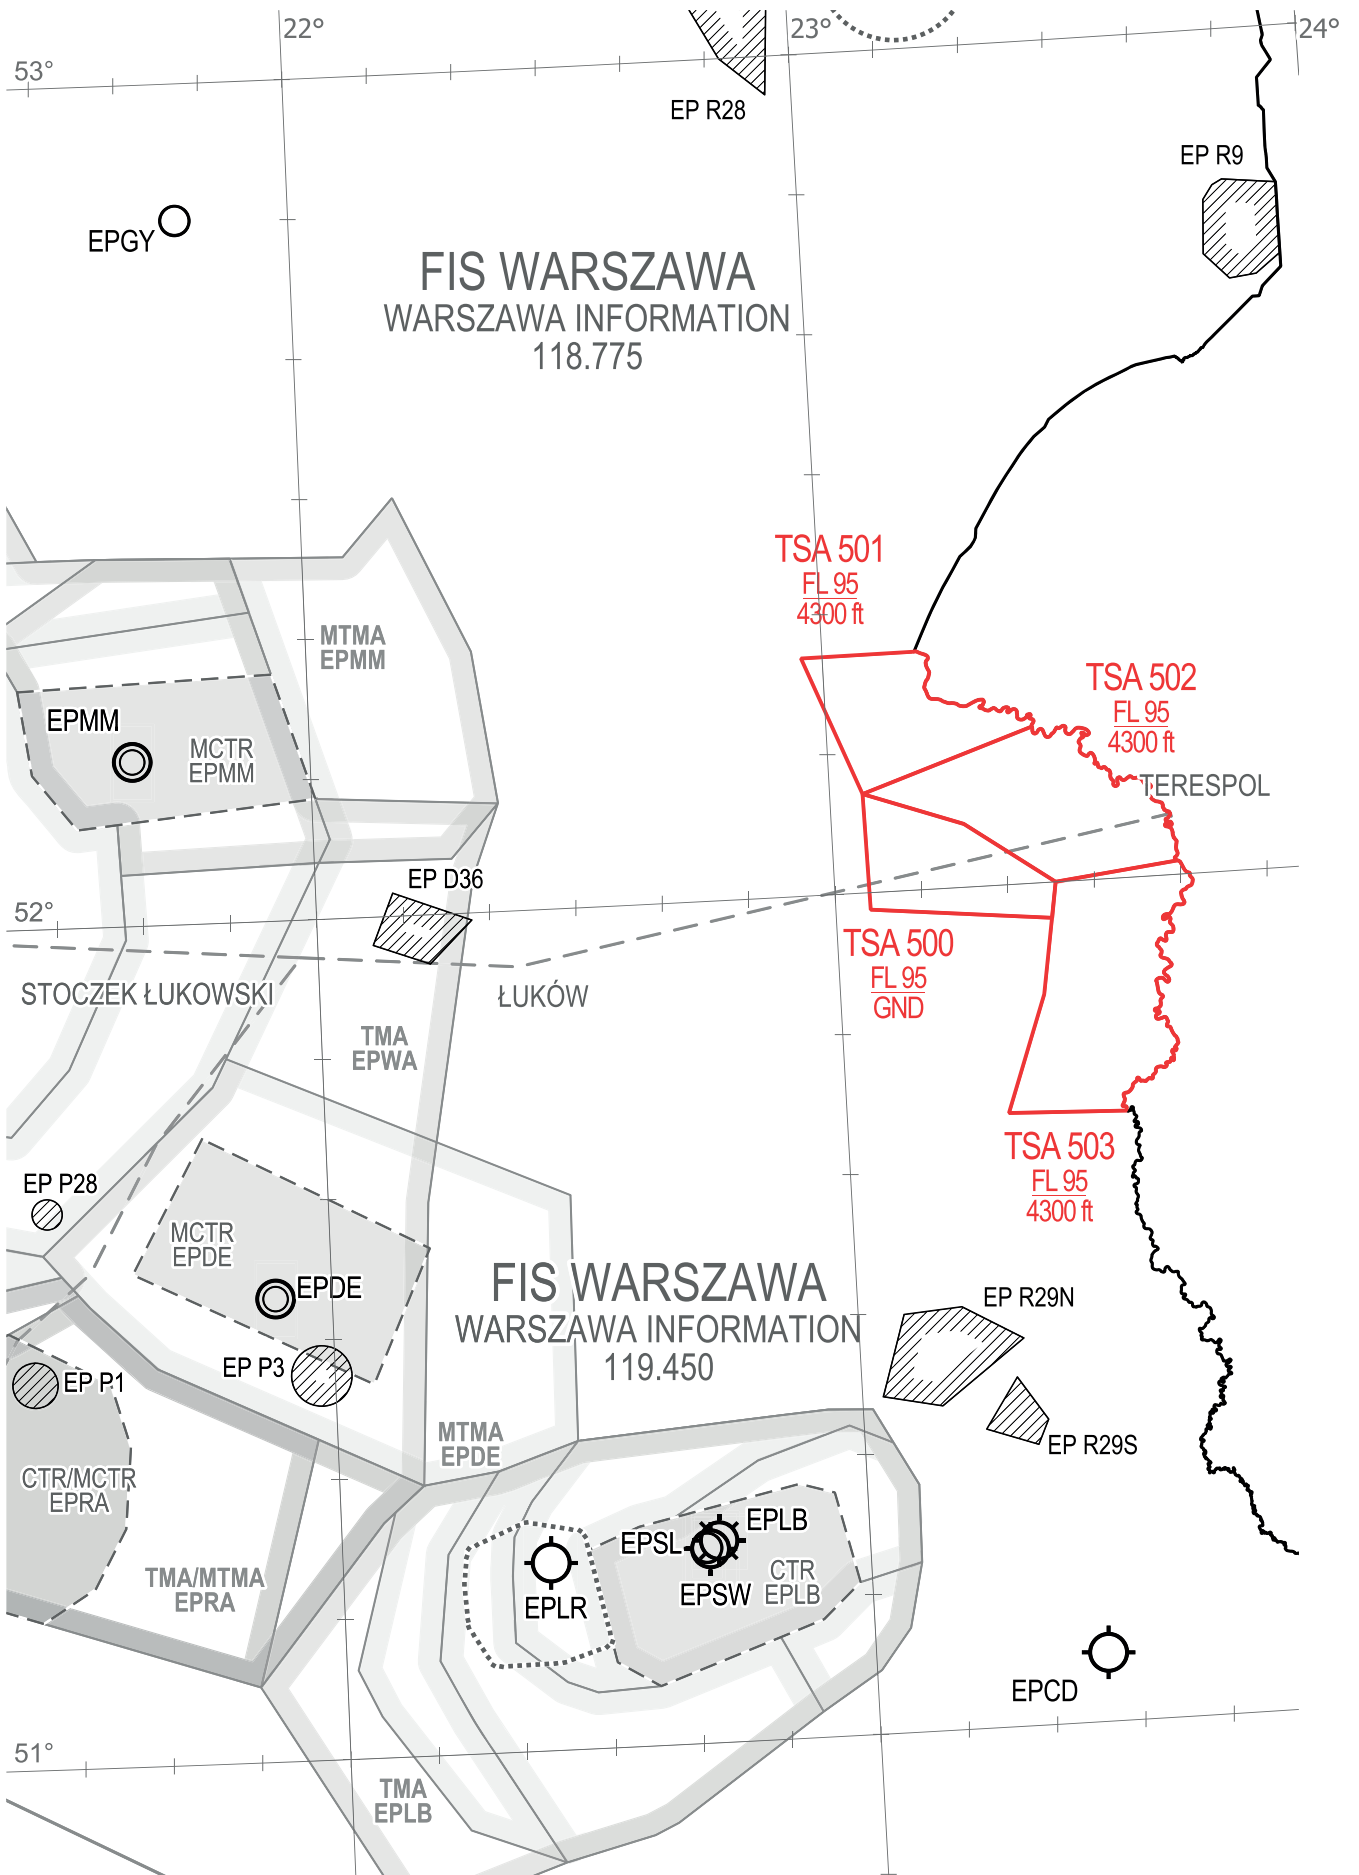 22°
23°
24°
53°
EP R28
EP R9
EPGY
FIS WARSZAWA
WARSZAWA INFORMATION
118.775
TSA 501
FL 95
4300 ft
MTMA
EPMM
TSA 502
FL 95
4300 ft
EPMM
MCTR
EPMM
TERESPOL
EP D36
52°
TSA 500
FL 95
GND
STOCZEK ŁUKOWSKI
ŁUKÓW
TMA
EPWA
TSA 503
FL 95
4300 ft
EP P28
MCTR
EPDE
EPDE
FIS WARSZAWA
WARSZAWA INFORMATION
119.450
EP R29N
EP P3
EP P1
EP R29S
MTMA
EPDE
CTR/MCTR
EPRA
EPLB
EPSL
CTR
EPLB
EPSW
TMA/MTMA
EPRA
EPLR
EPCD
51°
TMA
EPLB